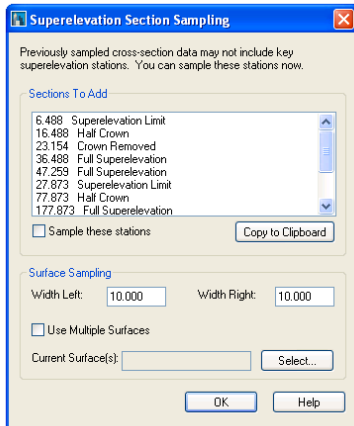 Superelevation Section Sampling
Previously sampled cross-section data may not include key
superelevation stations. You can sample these stations now.
Sections To Add
6.488 Superelevation Limit
16.488 Half Crown
23.154 Crown Removed
36.488 Full Superelevation
47.259 Full Superelevation
27.873 Superelevation Limit
77.873 Half Crown
177.873 Full Superelevation
Sample these stations
Copy to Clipboard
Surface Sampling
Width Left: 10.000 Width Right: 10.000
Use Multiple Surfaces
Current Surface(s): Select...
OK Help